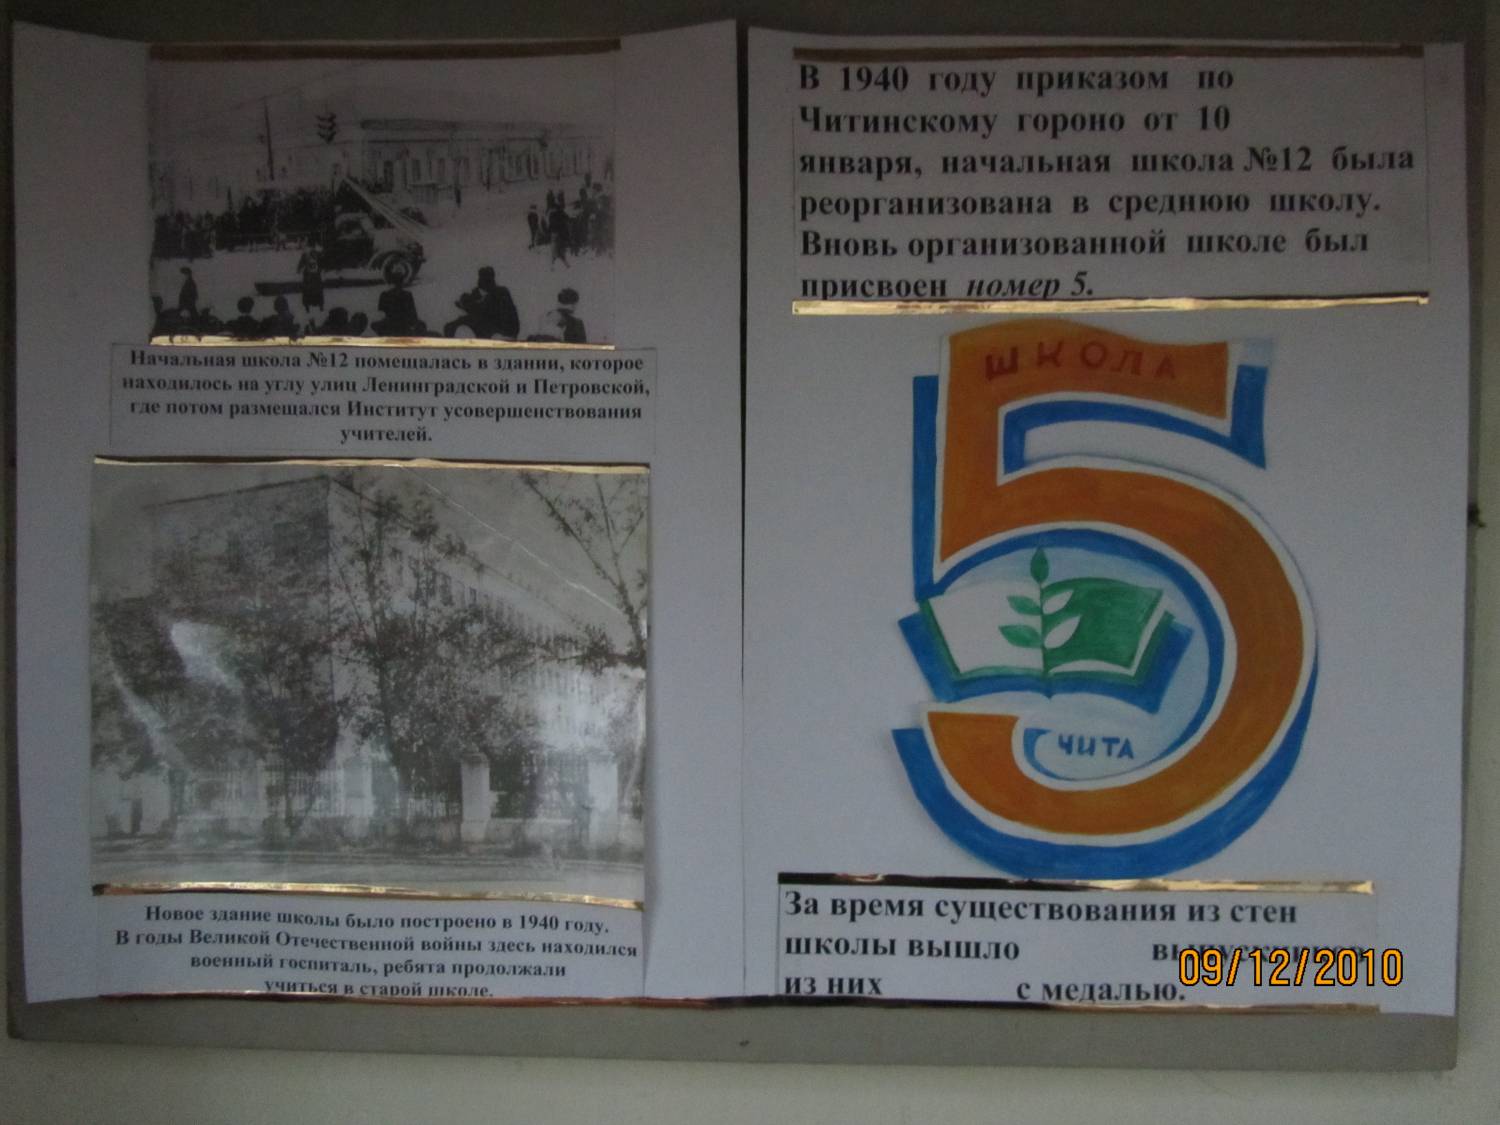 Начальная школа №12 помещалась в здании, которое
находилось на углу улиц Ленинградской и Петровской,
где потом размещался Институт усовершенствования
учителей.
Новое здание школы было построено в 1940 году.
В годы Великой Отечественной войны здесь находился
военный госпиталь, ребята продолжали
учиться в старой школе.
В 1940 году приказом по
Читинскому гороно от 10
января, начальная школа №12 была
реорганизована в среднюю школу.
Вновь организованной школе был
присвоен номер 5.
ШКОЛА
5
ЧИТА
За время существования из стен
школы вышло выпускников
из них с медалью.
09/12/2010